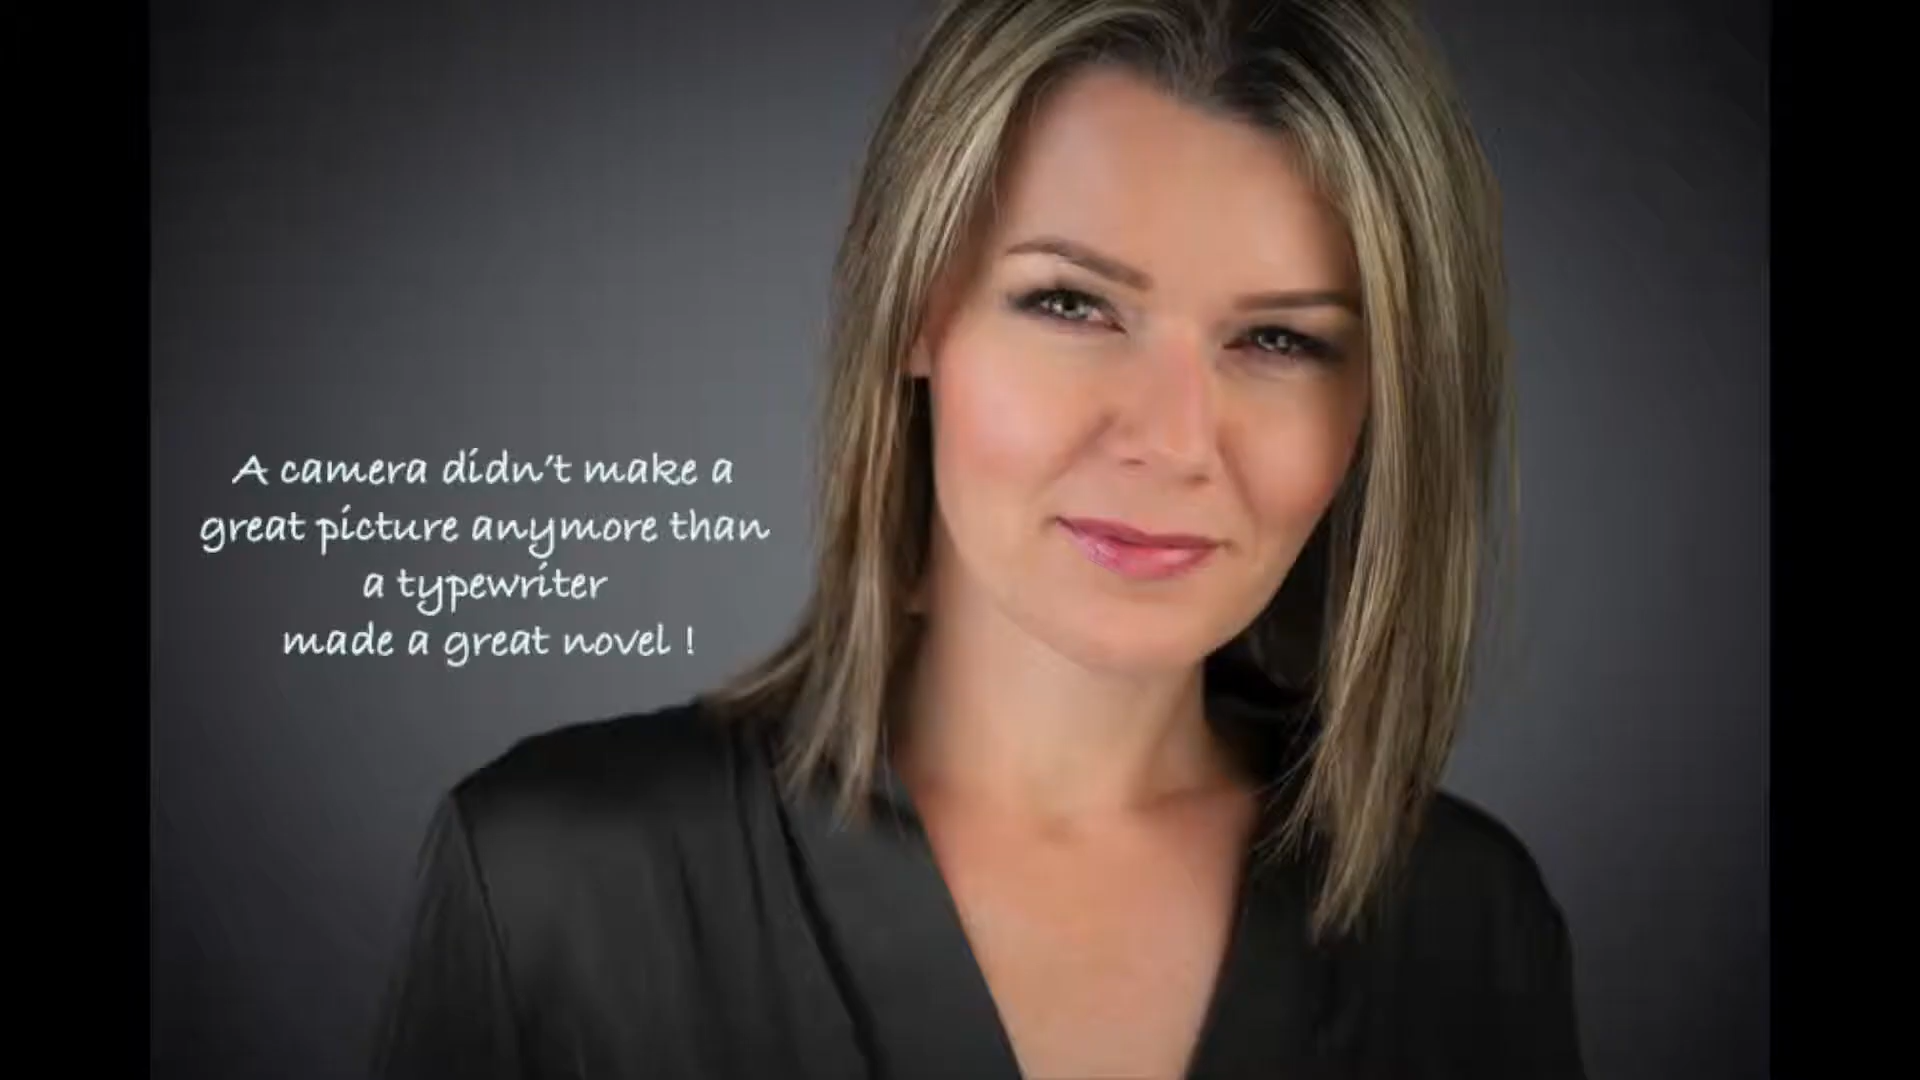 A camera didn't make a
great picture anymore than
a typewriter
made a great novel !